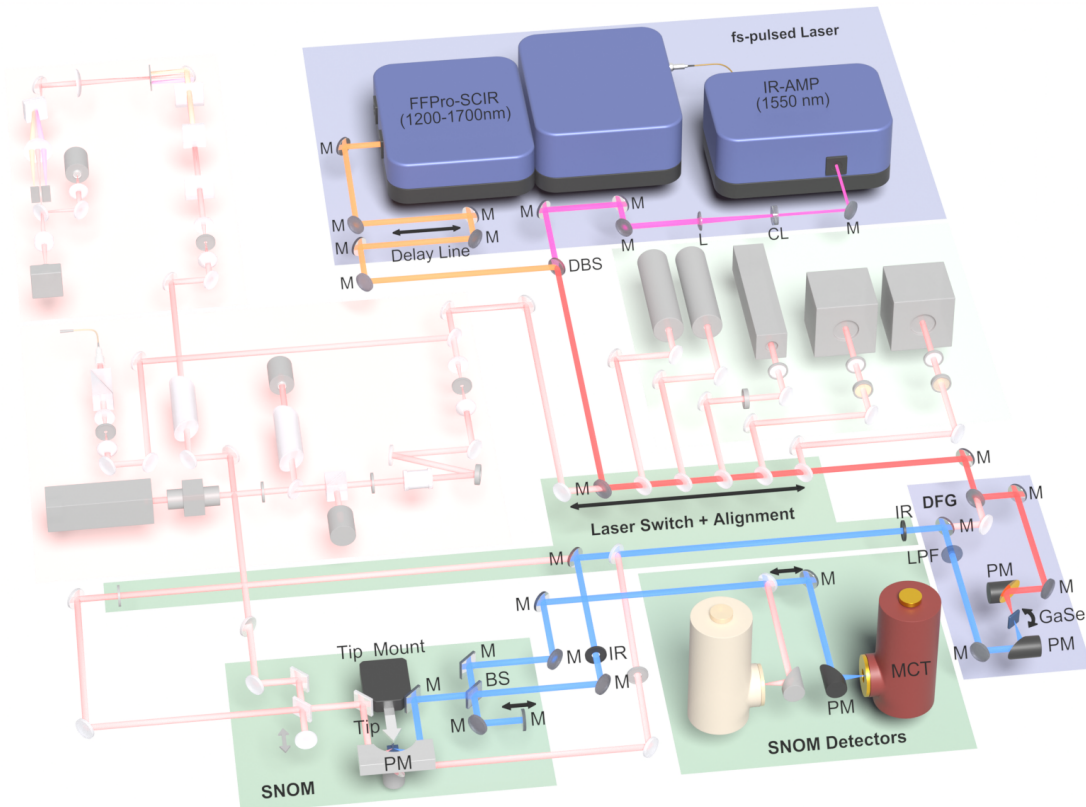 fs-pulsed Laser
FFPro-SCIR
(1200-1700nm)
IR-AMP
(1550 nm)
M
M
M
M
M
M
M
M
M
M
L
CL
M
Delay Line
DBS
M
M
Laser Switch + Alignment
M
DFG
M
IR
M
LPF
PM
M
GaSe
PM
M
M
M
M
M
IR
M
Tip Mount
M
M
BS
Tip
M
M
PM
MCT
PM
SNOM
SNOM Detectors